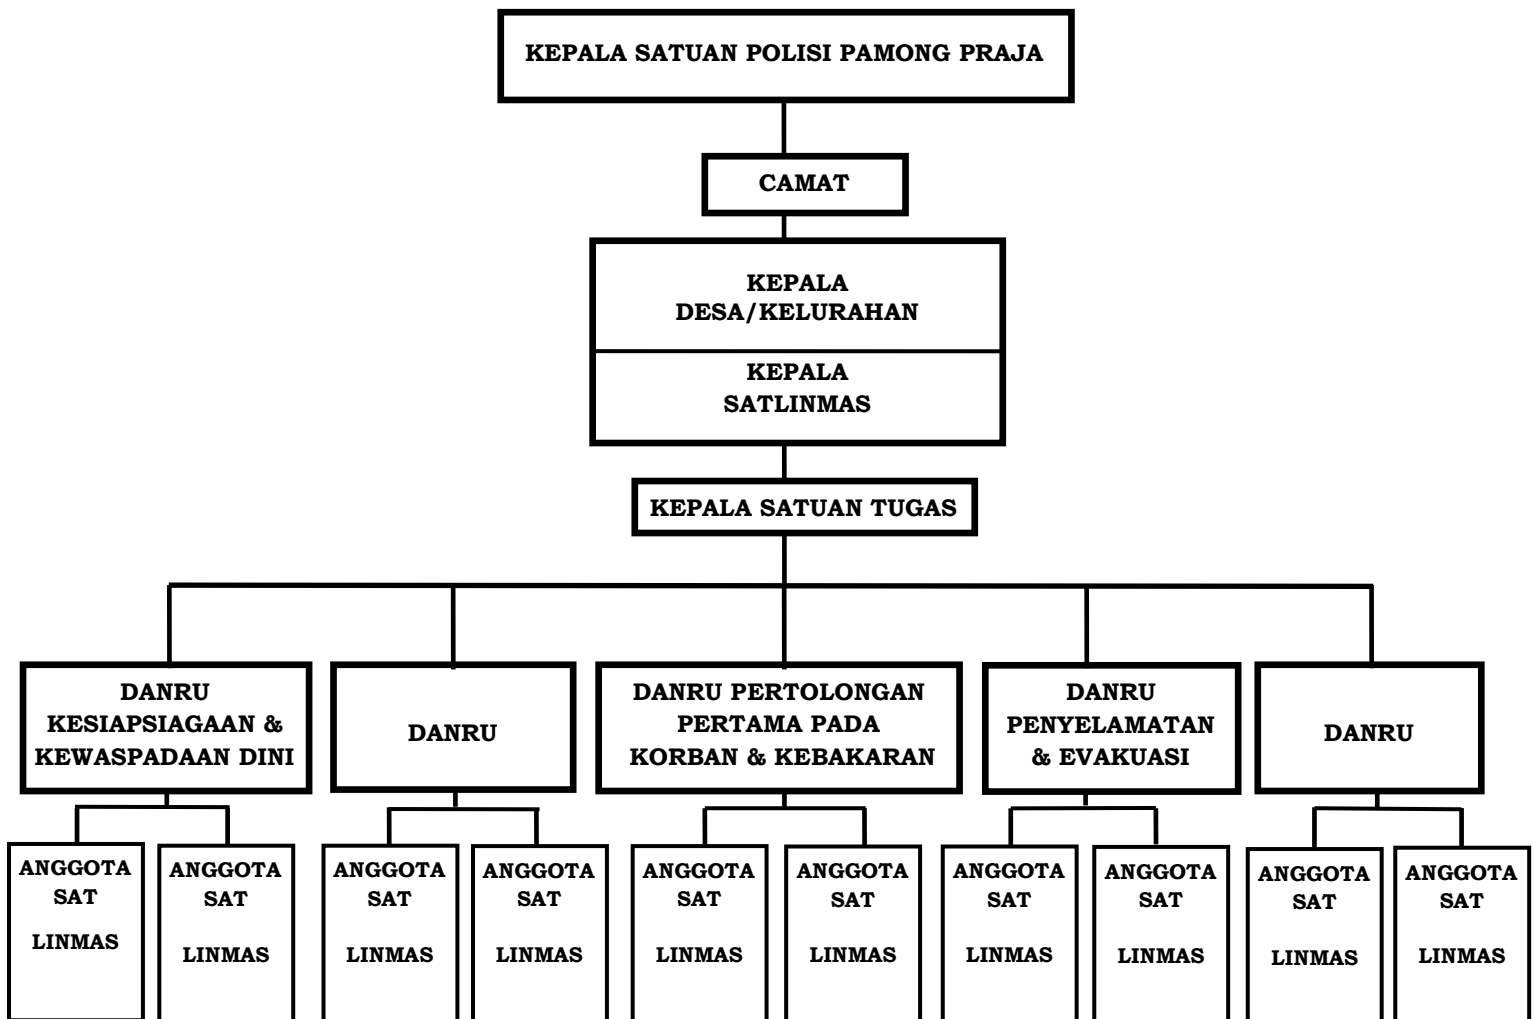 KEPALA SATUAN POLISI PAMONG PRAJA
CAMAT
KEPALA
DESA/KELURAHAN
KEPALA
SATLINMAS
KEPALA SATUAN TUGAS
DANRU
KESIAPSIAGAAN &
KEWASPADAAN DINI
DANRU
DANRU PERTOLONGAN
PERTAMA PADA
KORBAN & KEBAKARAN
DANRU
PENYELAMATAN
& EVAKUASI
DANRU
ANGGOTA
SAT
LINMAS
ANGGOTA
SAT
LINMAS
ANGGOTA
SAT
LINMAS
ANGGOTA
SAT
LINMAS
ANGGOTA
SAT
LINMAS
ANGGOTA
SAT
LINMAS
ANGGOTA
SAT
LINMAS
ANGGOTA
SAT
LINMAS
ANGGOTA
SAT
LINMAS
ANGGOTA
SAT
LINMAS